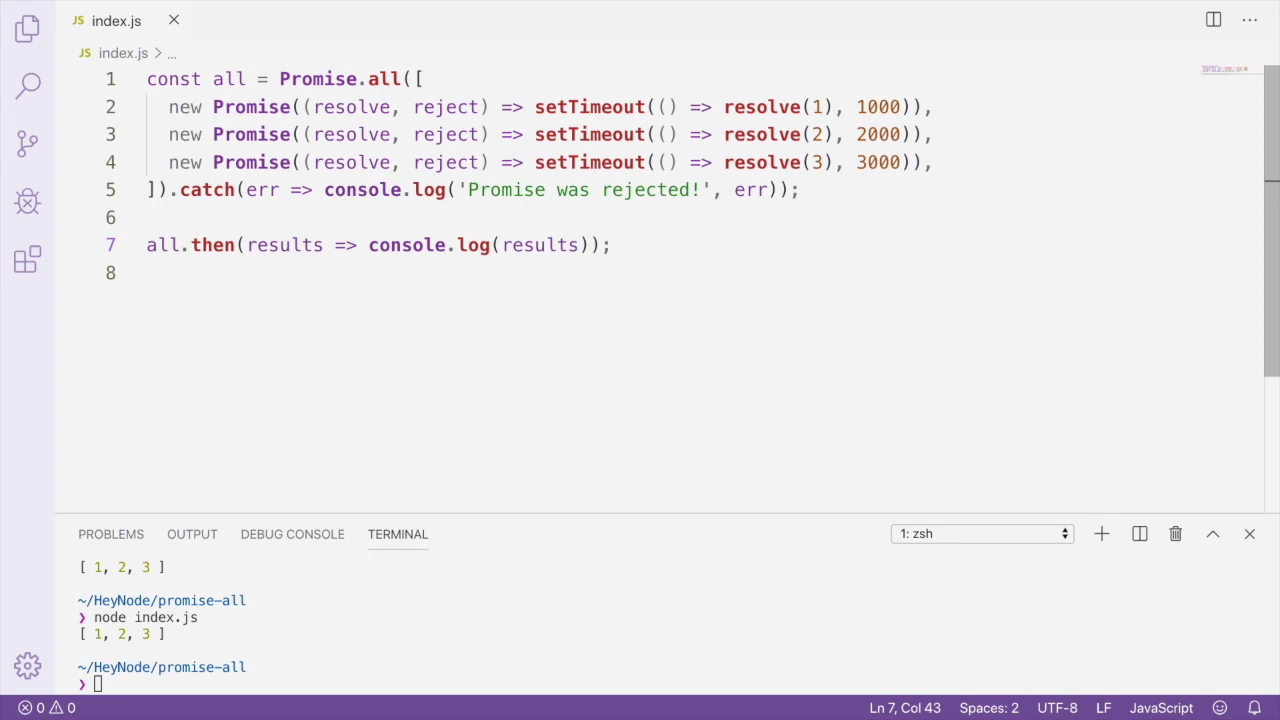 JS index.js
JS index.js > ...
1 const all = Promise.all([
2   new Promise((resolve, reject) => setTimeout(() => resolve(1), 1000)),
3   new Promise((resolve, reject) => setTimeout(() => resolve(2), 2000)),
4   new Promise((resolve, reject) => setTimeout(() => resolve(3), 3000)),
5 ]).catch(err => console.log('Promise was rejected!', err));
6
7 all.then(results => console.log(results));
8
PROBLEMS OUTPUT DEBUG CONSOLE TERMINAL 1: zsh
[ 1, 2, 3 ]
~/HeyNode/promise-all
❯ node index.js
[ 1, 2, 3 ]
~/HeyNode/promise-all
❯
0 0 Ln 7, Col 43 Spaces: 2 UTF-8 LF JavaScript